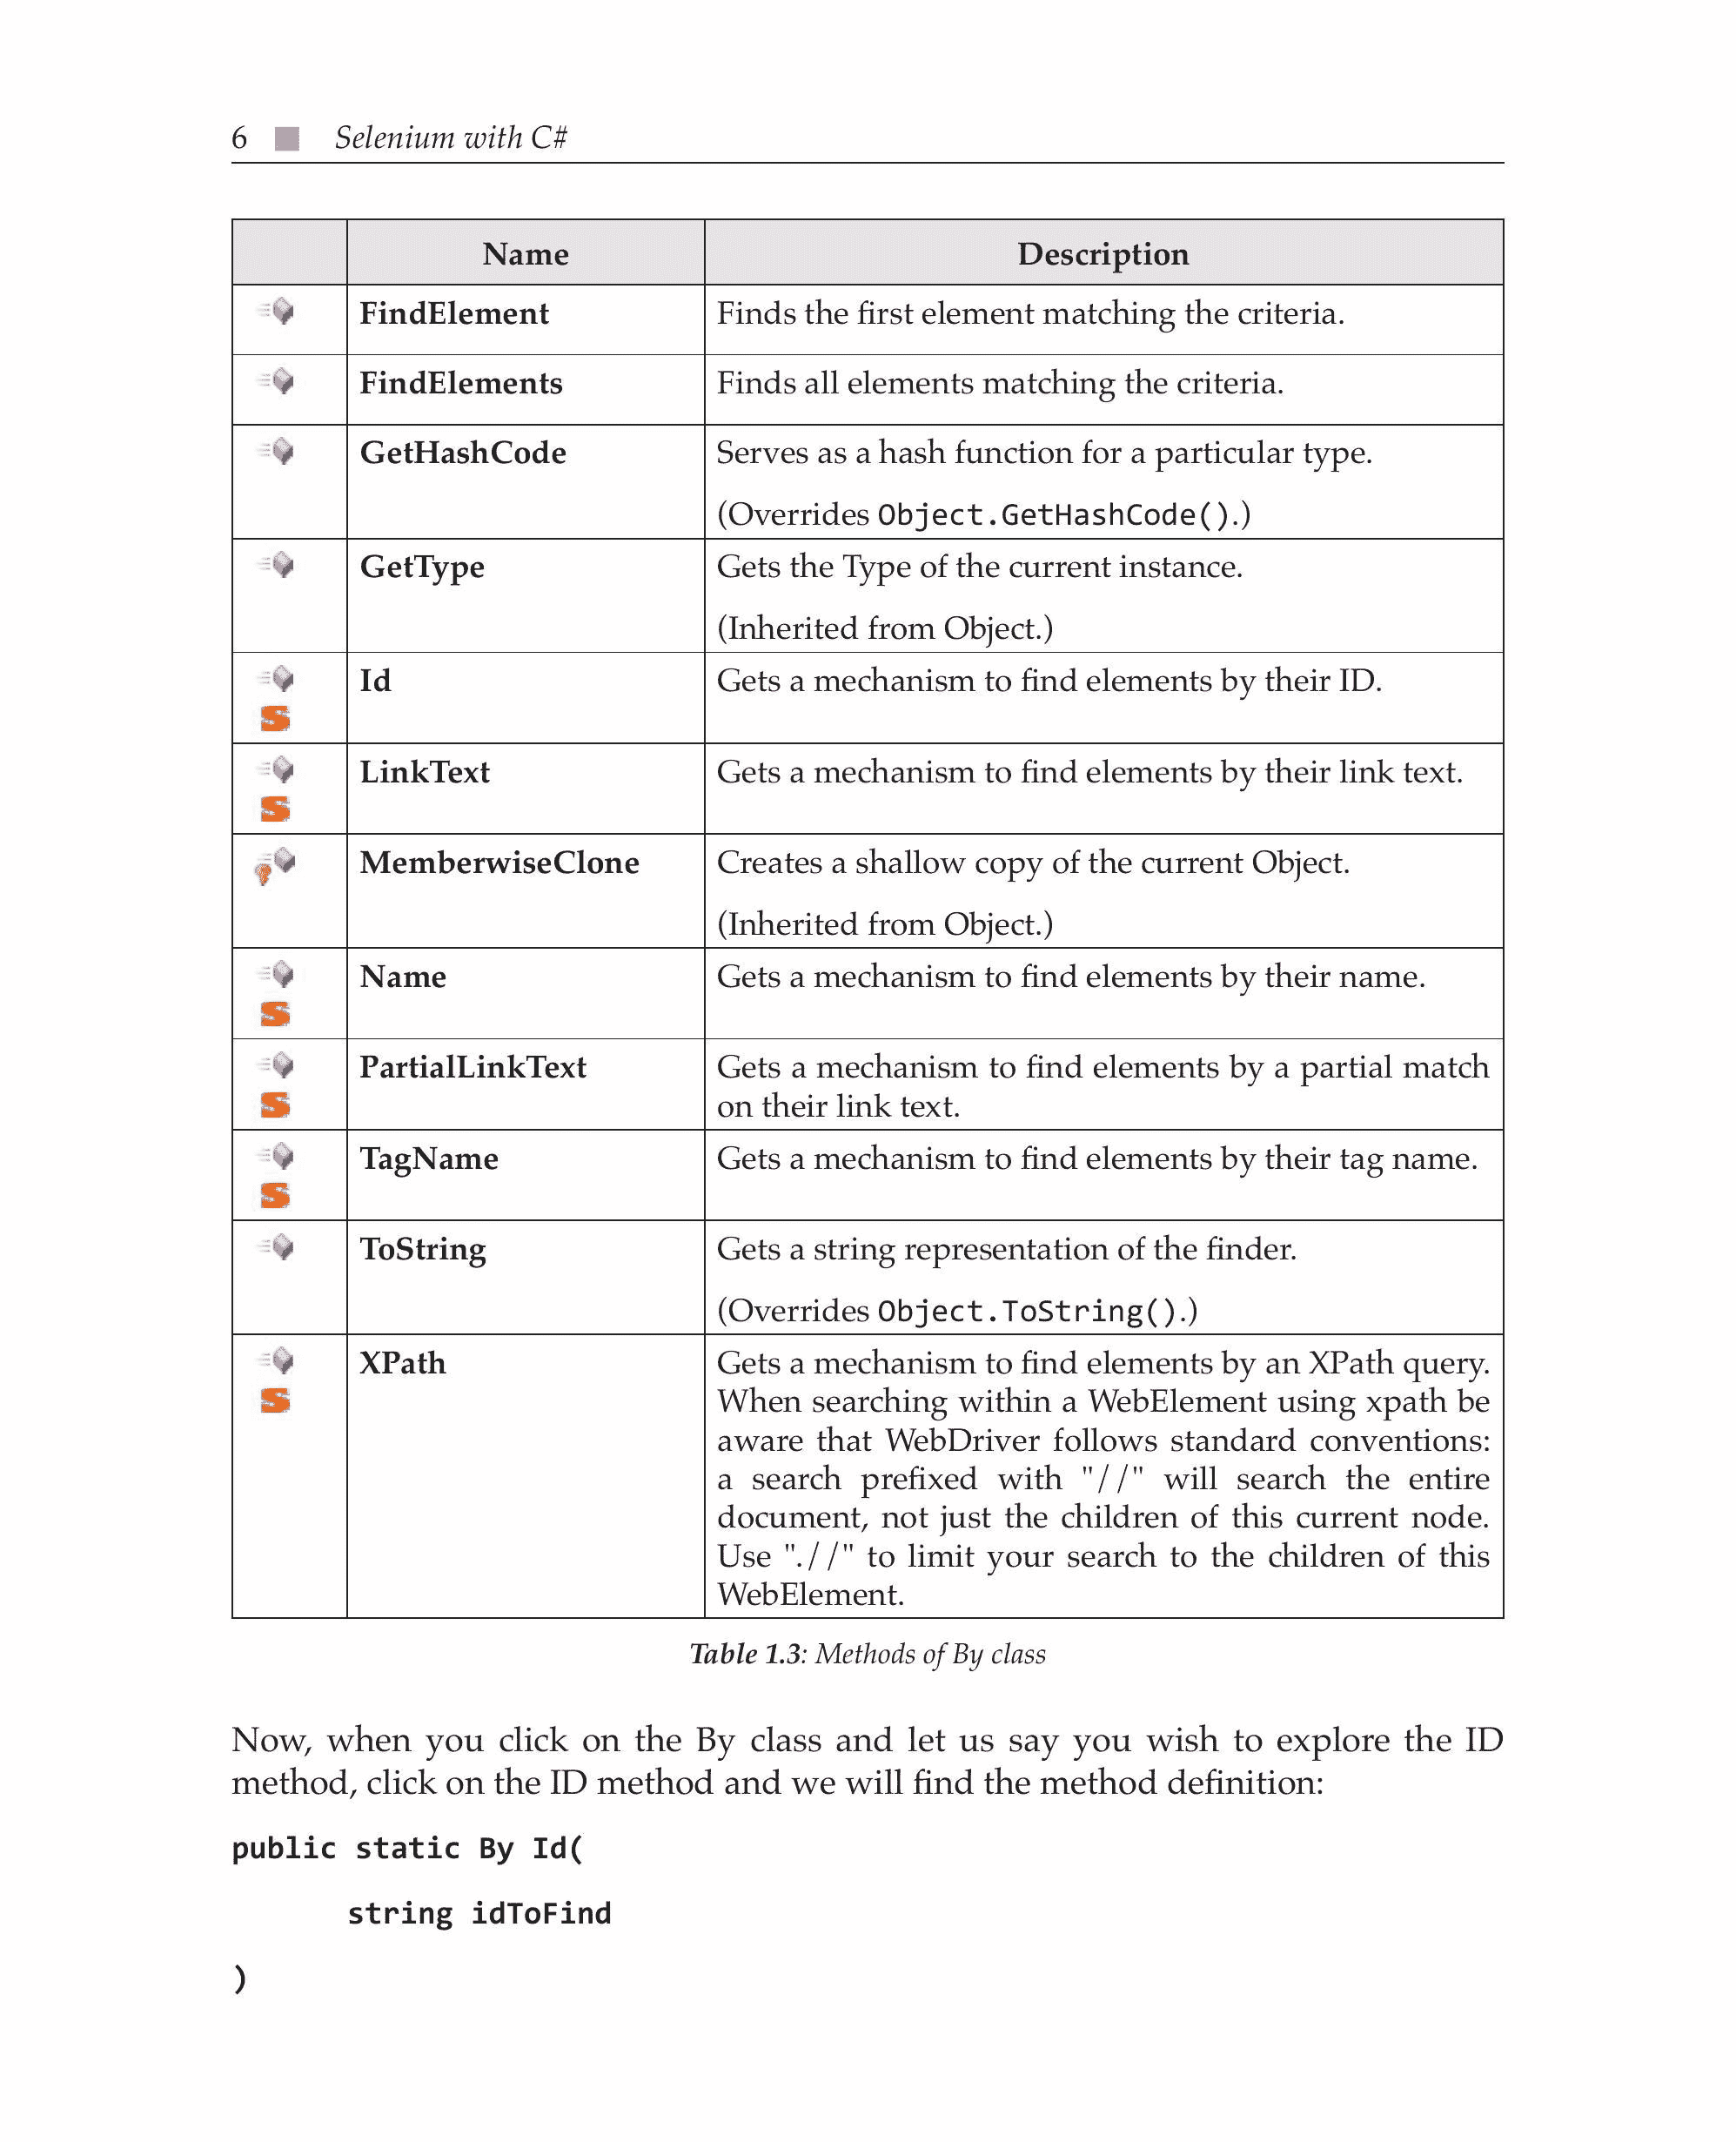 6 Selenium with C#
Name Description
FindElement Finds the first element matching the criteria.
FindElements Finds all elements matching the criteria.
GetHashCode Serves as a hash function for a particular type.
(Overrides Object.GetHashCode().)
GetType Gets the Type of the current instance.
(Inherited from Object.)
Id Gets a mechanism to find elements by their ID.
S
LinkText Gets a mechanism to find elements by their link text.
S
MemberwiseClone Creates a shallow copy of the current Object.
(Inherited from Object.)
Name Gets a mechanism to find elements by their name.
S
PartialLinkText Gets a mechanism to find elements by a partial match
S on their link text.
TagName Gets a mechanism to find elements by their tag name.
S
ToString Gets a string representation of the finder.
(Overrides Object.ToString().)
XPath Gets a mechanism to find elements by an XPath query.
S When searching within a WebElement using xpath be
aware that WebDriver follows standard conventions:
a search prefixed with "//" will search the entire
document, not just the children of this current node.
Use ".//" to limit your search to the children of this
WebElement.
Table 1.3: Methods of By class
Now, when you click on the By class and let us say you wish to explore the ID
method, click on the ID method and we will find the method definition:
public static By Id(
string idToFind
)